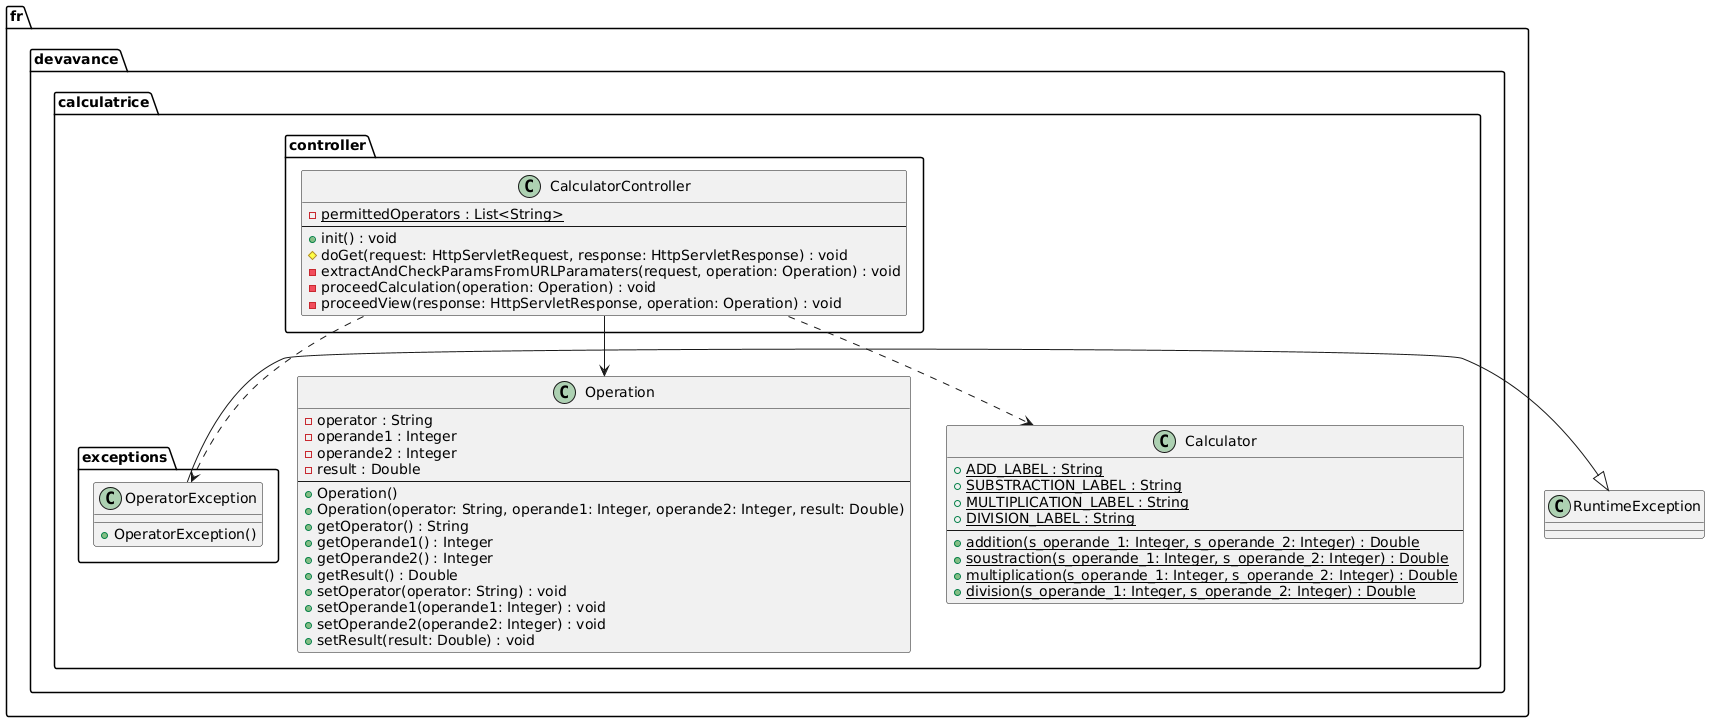 fr
devavance
calculatrice
controller
CalculatorController
permittedOperators : List<String>
init() : void
doGet(request: HttpServletRequest, response: HttpServletResponse) : void
extractAndCheckParamsFromURLParamaters(request, operation: Operation) : void
proceedCalculation(operation: Operation) : void
proceedView(response: HttpServletResponse, operation: Operation) : void
exceptions
OperatorException
OperatorException()
Operation
operator : String
operande1 : Integer
operande2 : Integer
result : Double
Operation()
Operation(operator: String, operande1: Integer, operande2: Integer, result: Double)
getOperator() : String
getOperande1() : Integer
getOperande2() : Integer
getResult() : Double
setOperator(operator: String) : void
setOperande1(operande1: Integer) : void
setOperande2(operande2: Integer) : void
setResult(result: Double) : void
Calculator
ADD_LABEL : String
SUBSTRACTION_LABEL : String
MULTIPLICATION_LABEL : String
DIVISION_LABEL : String
addition(s_operande_1: Integer, s_operande_2: Integer) : Double
soustraction(s_operande_1: Integer, s_operande_2: Integer) : Double
multiplication(s_operande_1: Integer, s_operande_2: Integer) : Double
division(s_operande_1: Integer, s_operande_2: Integer) : Double
RuntimeException